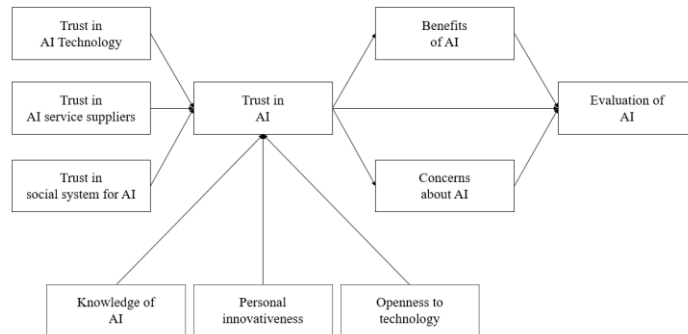 Trust in
AI Technology
Benefits
of AI
Trust in
AI service suppliers
Trust in
AI
Evaluation of
AI
Trust in
social system for AI
Concerns
about AI
Knowledge of
AI
Personal
innovativeness
Openness to
technology